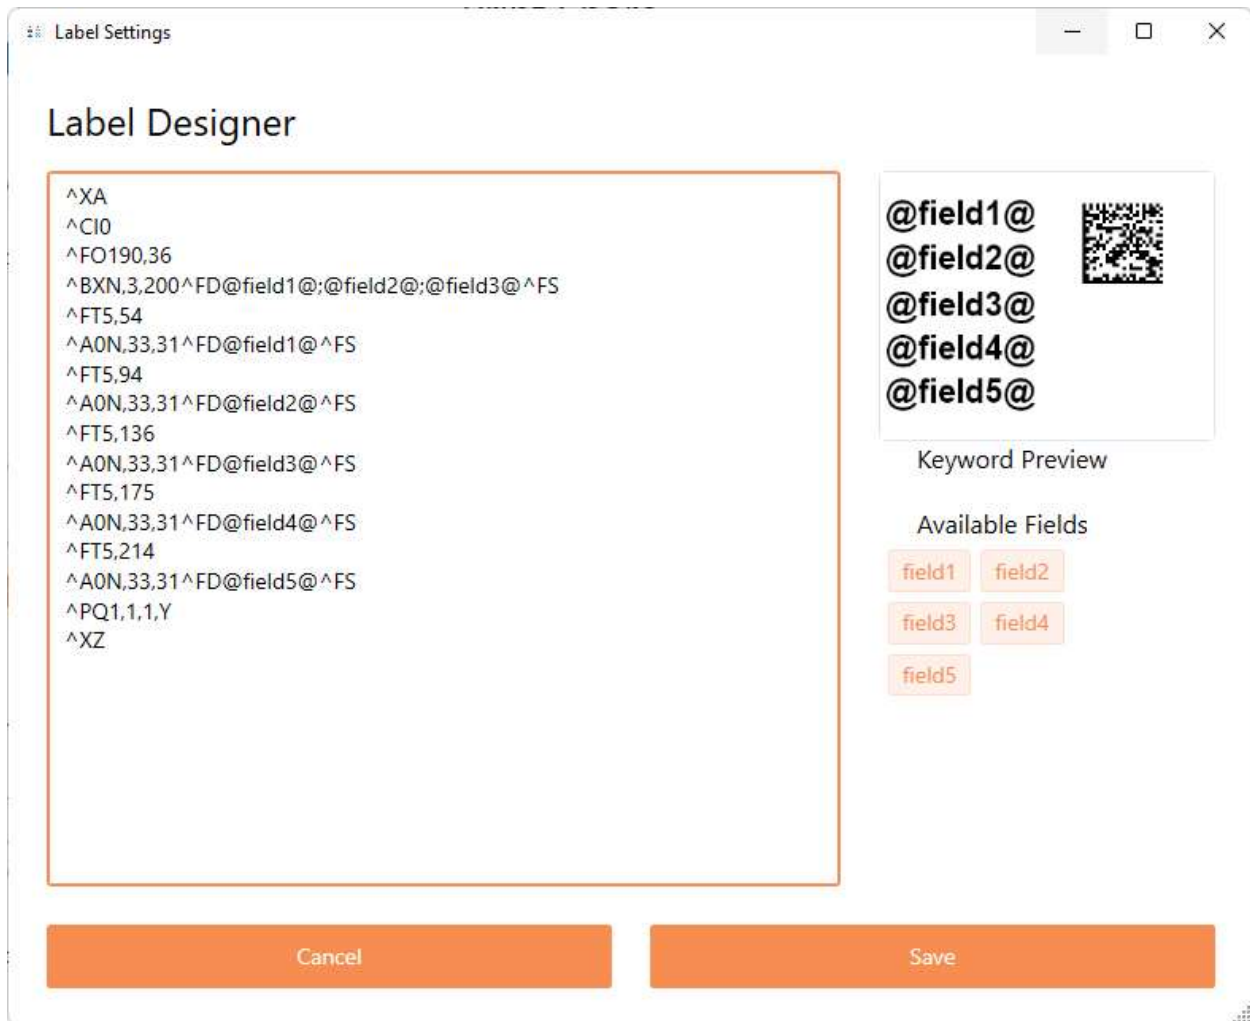 Label Settings
Label Designer
^XA
^CI0
^FO190,36
^BXN,3,200^FD@field1@;@field2@;@field3@^FS
^FT5,54
^A0N,33,31^FD@field1@^FS
^FT5,94
^A0N,33,31^FD@field2@^FS
^FT5,136
^A0N,33,31^FD@field3@^FS
^FT5,175
^A0N,33,31^FD@field4@^FS
^FT5,214
^A0N,33,31^FD@field5@^FS
^PQ1,1,1,Y
^XZ
@field1@
@field2@
@field3@
@field4@
@field5@
Keyword Preview
Available Fields
field1 field2
field3 field4
field5
Cancel Save